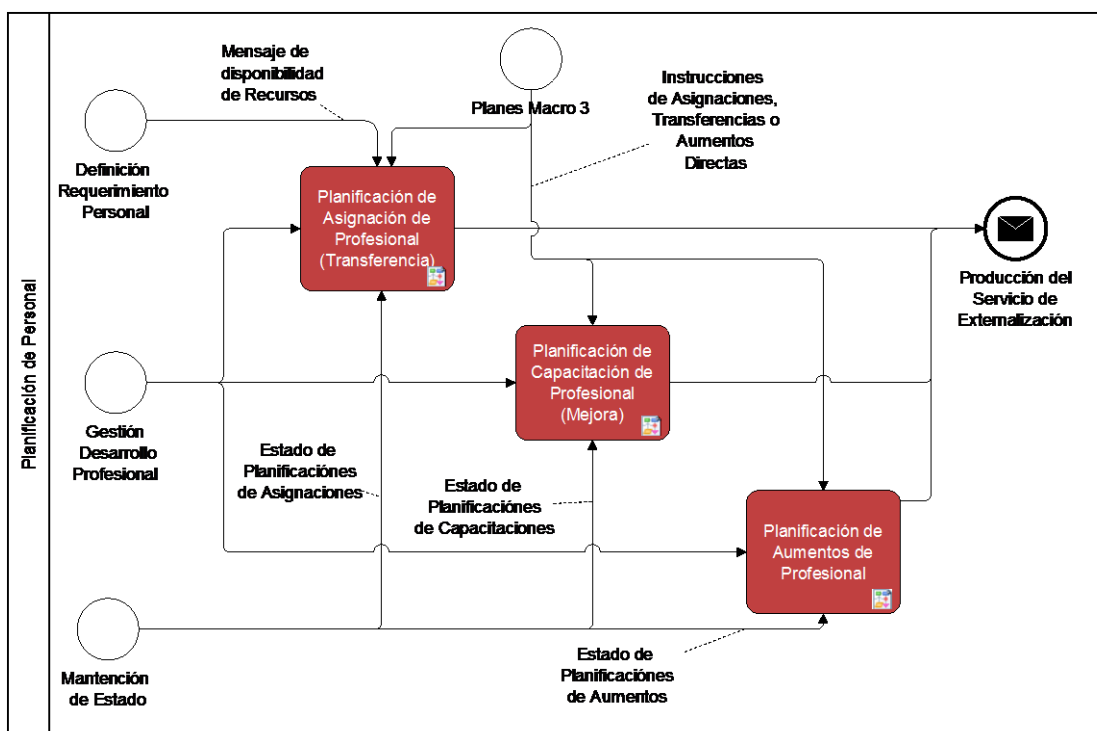 Planificación de Personal
Mensaje de
disponibilidad
de Recursos
Planes Macro 3
Instrucciones
de Asignaciones,
Transferencias o
Aumentos
Directas
Definición
Requerimiento
Personal
Planificación de
Asignación de
Profesional
(Transferencia)
Producción del
Servicio de
Externalización
Planificación de
Capacitación de
Profesional
(Mejora)
Gestión
Desarrollo
Profesional
Estado de
Planificaciónes
de Asignaciones
Estado de
Planificaciónes
de Capacitaciones
Planificación de
Aumentos de
Profesional
Mantención
de Estado
Estado de
Planificaciónes
de Aumentos